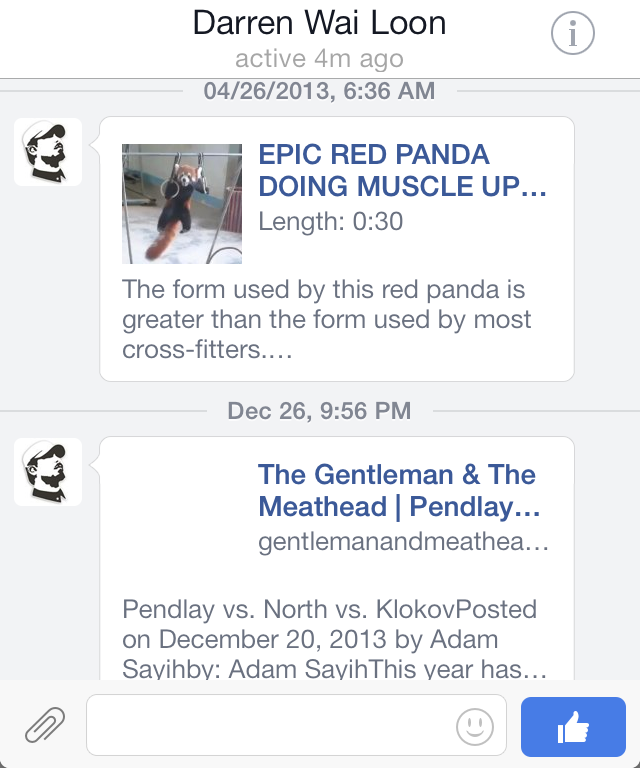 Darren Wai Loon
active 4m ago
04/26/2013, 6:36 AM
EPIC RED PANDA
DOING MUSCLE UP...
Length: 0:30
The form used by this red panda is
greater than the form used by most
cross-fitters....
Dec 26, 9:56 PM
The Gentleman & The
Meathead | Pendlay...
gentlemanandmeathea...
Pendlay vs. North vs. KlokovPosted
on December 20, 2013 by Adam
Sayihby: Adam SayihThis year has...